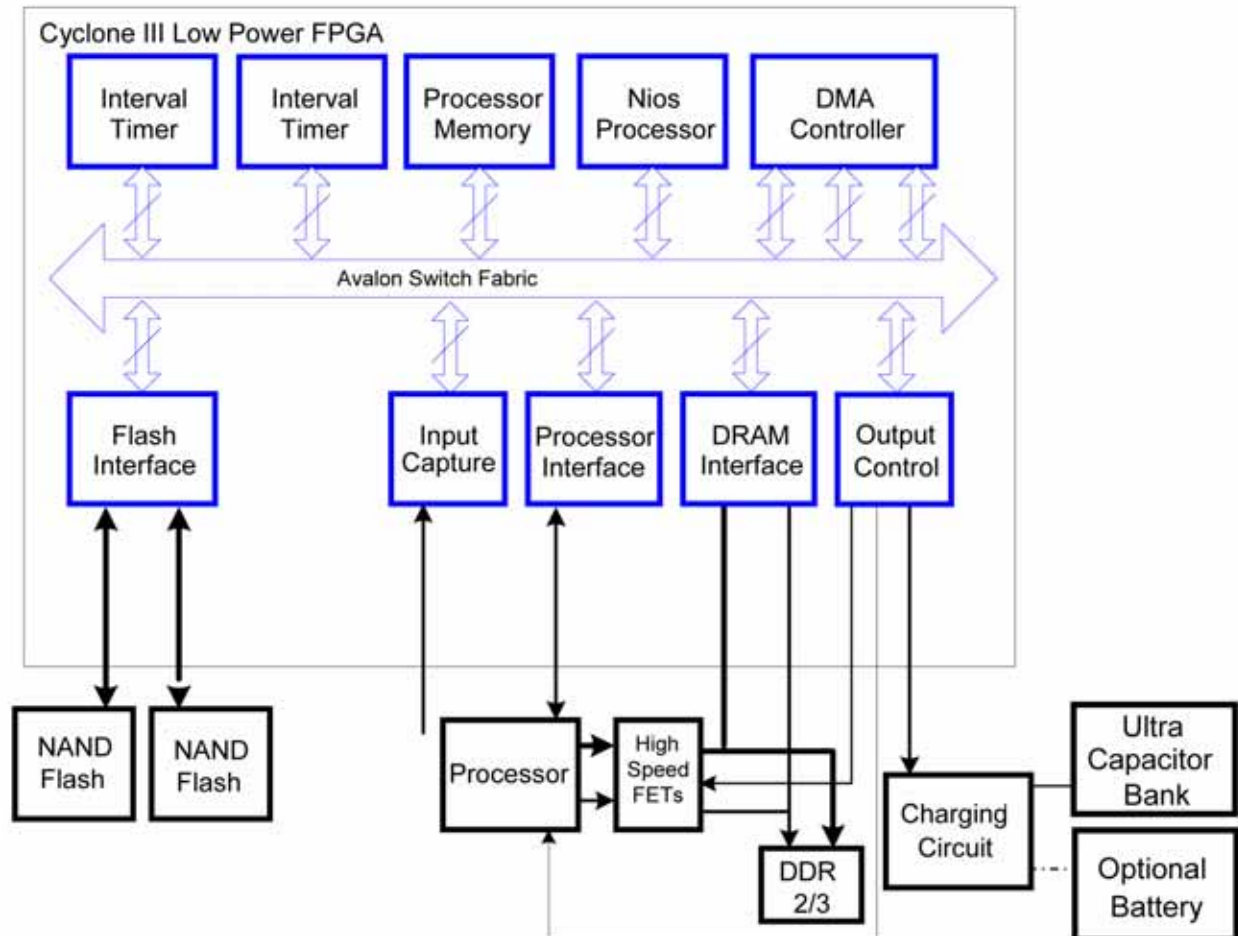 Cyclone III Low Power FPGA
Interval
Timer
Interval
Timer
Processor
Memory
Nios
Processor
DMA
Controller
Avalon Switch Fabric
Flash
Interface
Input
Capture
Processor
Interface
DRAM
Interface
Output
Control
NAND
Flash
NAND
Flash
Processor
High
Speed
FETs
DDR
2/3
Charging
Circuit
Ultra
Capacitor
Bank
Optional
Battery